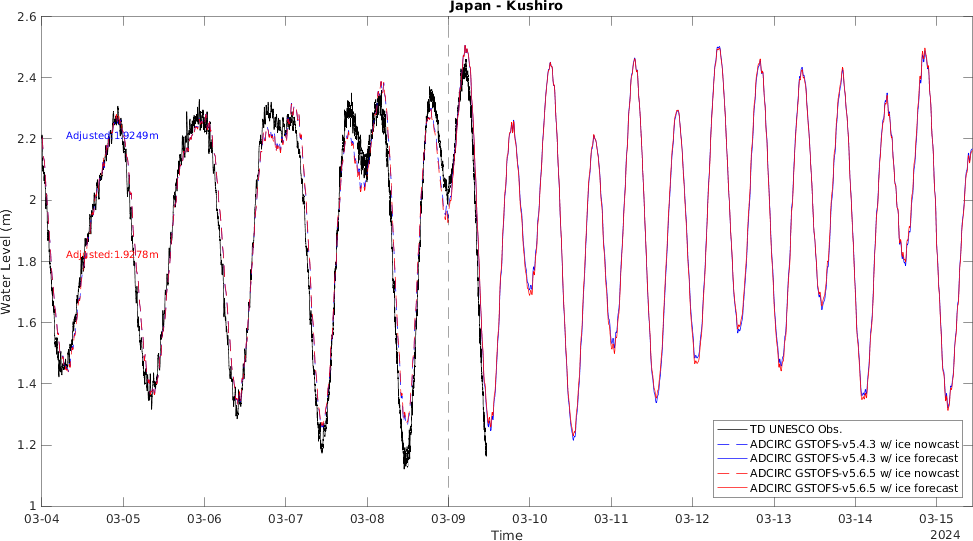 Japan - Kushiro
2.6
2.4
2.2
2
1.8
1.6
1.4
1.2
1
Water Level (m)
Adjusted:1.9249m
Adjusted:1.9278m
TD UNESCO Obs.
ADCIRC GSTOFS-v5.4.3 w/ ice nowcast
ADCIRC GSTOFS-v5.4.3 w/ ice forecast
ADCIRC GSTOFS-v5.6.5 w/ ice nowcast
ADCIRC GSTOFS-v5.6.5 w/ ice forecast
03-04 03-05 03-06 03-07 03-08 03-09 03-10 03-11 03-12 03-13 03-14 03-15
Time
2024